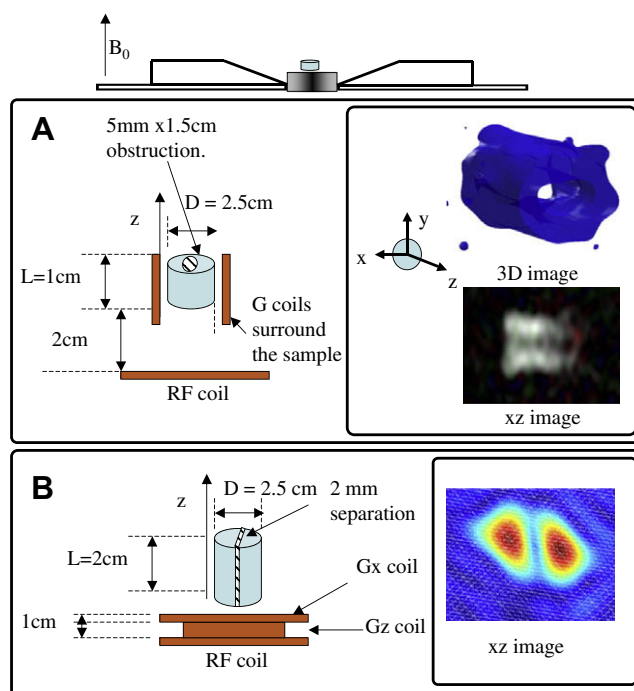 B0
A
5mm x1.5cm
obstruction.
D = 2.5cm
z
L=1cm
2cm
G coils
surround
the sample
RF coil
y
x
z
3D image
xz image
B
D = 2.5 cm
2 mm
separation
z
L=2cm
Gx coil
1cm
Gz coil
RF coil
xz image